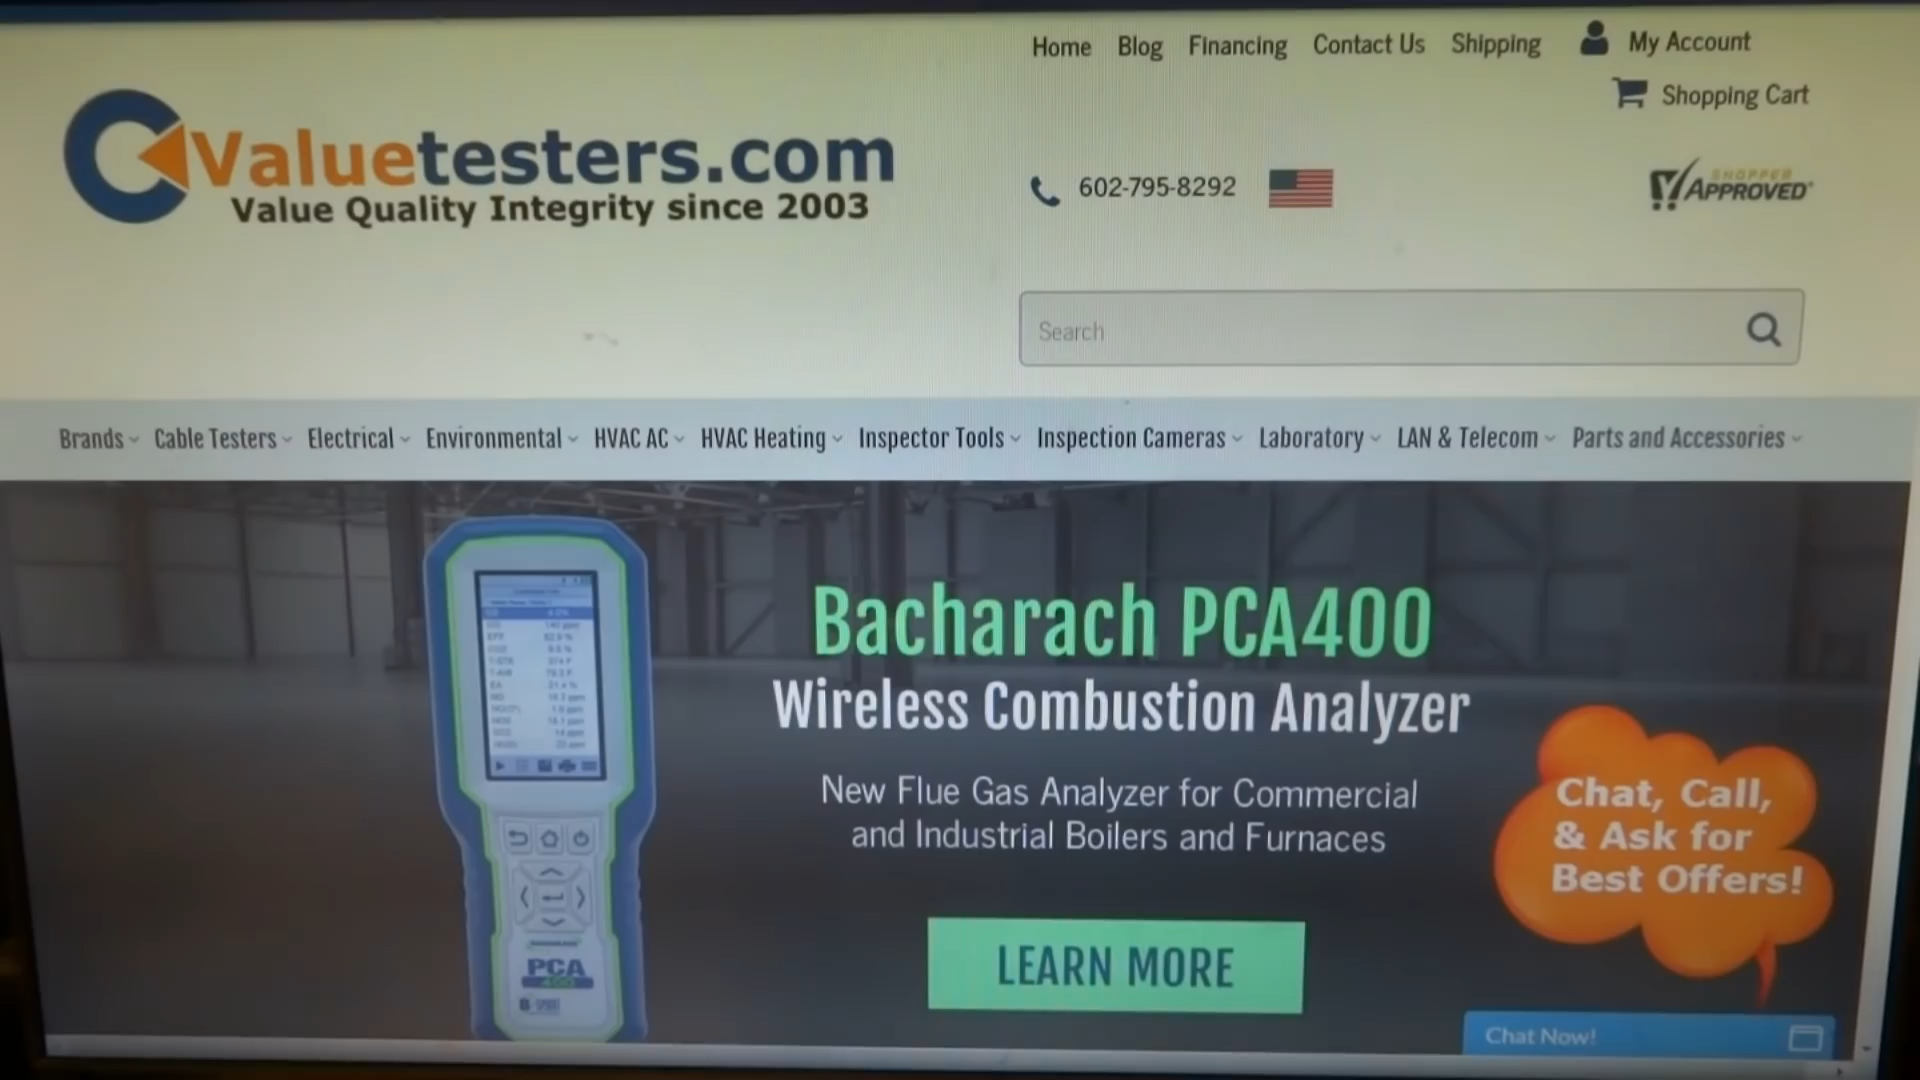 Home Blog Financing Contact Us Shipping My Account
Shopping Cart
Valuetesters.com
Value Quality Integrity since 2003
602-795-8292
SHOPPER
APPROVED
Search
Brands Cable Testers Electrical Environmental HVAC AC HVAC Heating Inspector Tools Inspection Cameras Laboratory LAN & Telecom Parts and Accessories
Bacharach PCA400
Wireless Combustion Analyzer
New Flue Gas Analyzer for Commercial
and Industrial Boilers and Furnaces
LEARN MORE
Chat, Call,
& Ask for
Best Offers!
Chat Now!
PCA
400